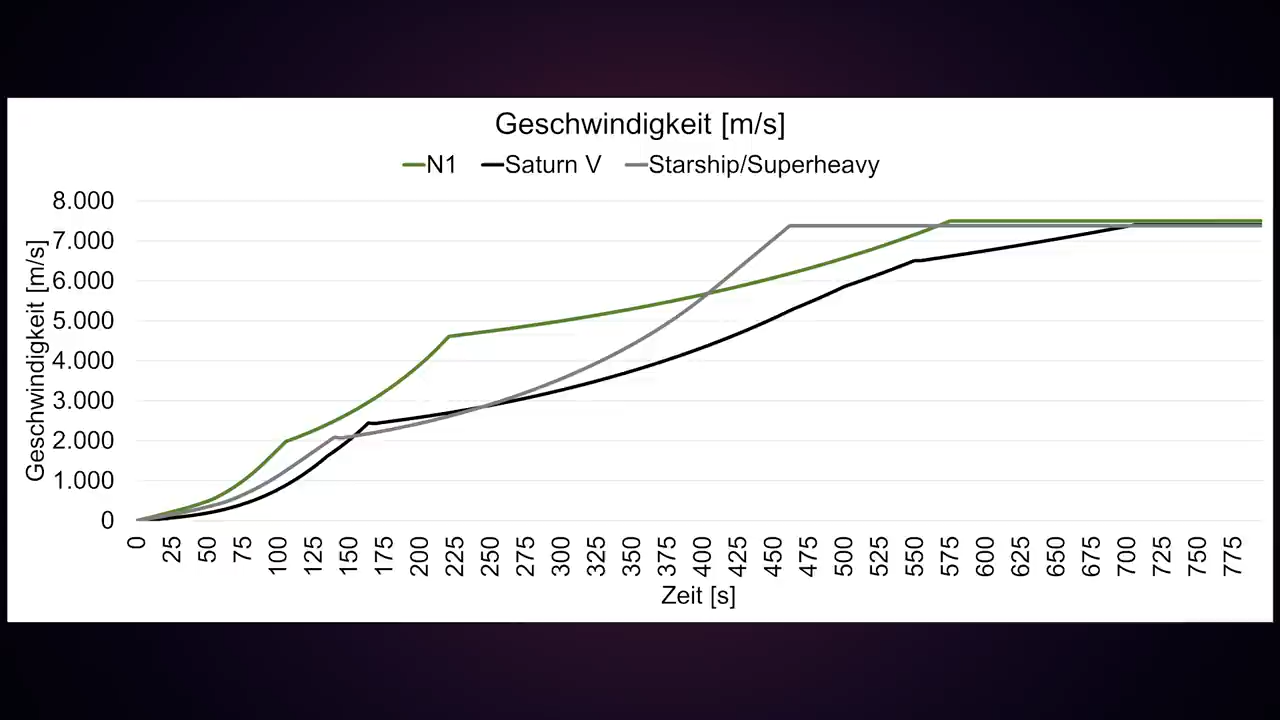 Geschwindigkeit [m/s]
N1 Saturn V Starship/Superheavy
Geschwindigkeit [m/s]
8.000
7.000
6.000
5.000
4.000
3.000
2.000
1.000
0
0 25 50 75 100 125 150 175 200 225 250 275 300 325 350 375 400 425 450 475 500 525 550 575 600 625 650 675 700 725 750 775
Zeit [s]